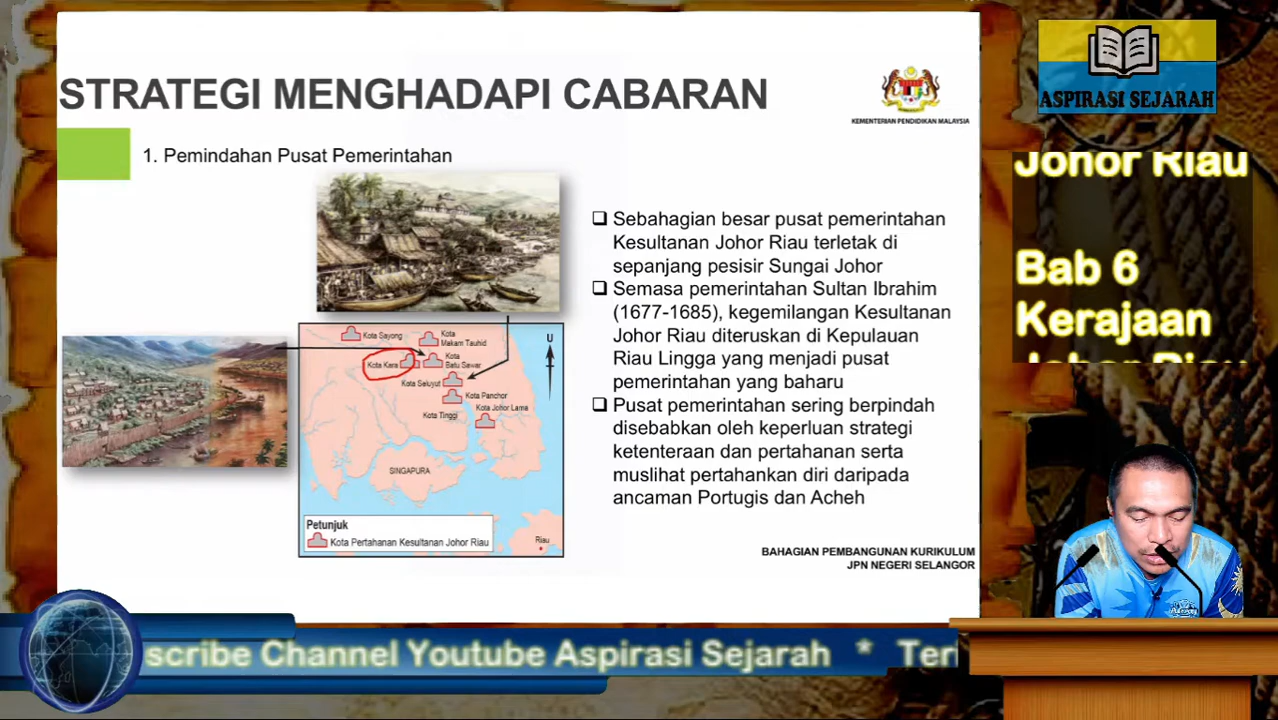 STRATEGI MENGHADAPI CABARAN
KEMENTERIAN PENDIDIKAN MALAYSIA
1. Pemindahan Pusat Pemerintahan
❑ Sebahagian besar pusat pemerintahan
Kesultanan Johor Riau terletak di
sepanjang pesisir Sungai Johor
❑ Semasa pemerintahan Sultan Ibrahim
(1677-1685), kegemilangan Kesultanan
Johor Riau diteruskan di Kepulauan
Riau Lingga yang menjadi pusat
pemerintahan yang baharu
❑ Pusat pemerintahan sering berpindah
disebabkan oleh keperluan strategi
ketenteraan dan pertahanan serta
muslihat pertahankan diri daripada
ancaman Portugis dan Acheh
Kota Sayong
Kota
Makam Tauhid
Kota Kara
Kota
Batu Sawar
Kota Seluyut
Kota Panchor
Kota Tinggi
Kota Johor Lama
U
SINGAPURA
Riau
Petunjuk
Kota Pertahanan Kesultanan Johor Riau
BAHAGIAN PEMBANGUNAN KURIKULUM
JPN NEGERI SELANGOR
ASPIRASI SEJARAH
Johor Riau
Bab 6
Kerajaan
Johor Riau
scribe Channel Youtube Aspirasi Sejarah * Ter